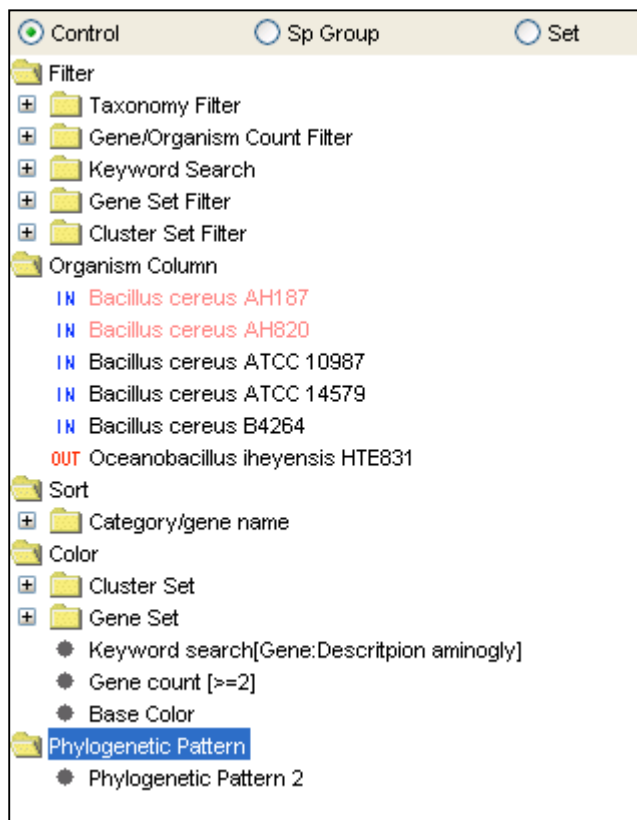 Control Sp Group Set
Filter
Taxonomy Filter
Gene/Organism Count Filter
Keyword Search
Gene Set Filter
Cluster Set Filter
Organism Column
IN Bacillus cereus AH187
IN Bacillus cereus AH820
IN Bacillus cereus ATCC 10987
IN Bacillus cereus ATCC 14579
IN Bacillus cereus B4264
OUT Oceanobacillus iheyensis HTE831
Sort
Category/gene name
Color
Cluster Set
Gene Set
Keyword search[Gene:Descritpion aminogly]
Gene count [>=2]
Base Color
Phylogenetic Pattern
Phylogenetic Pattern 2